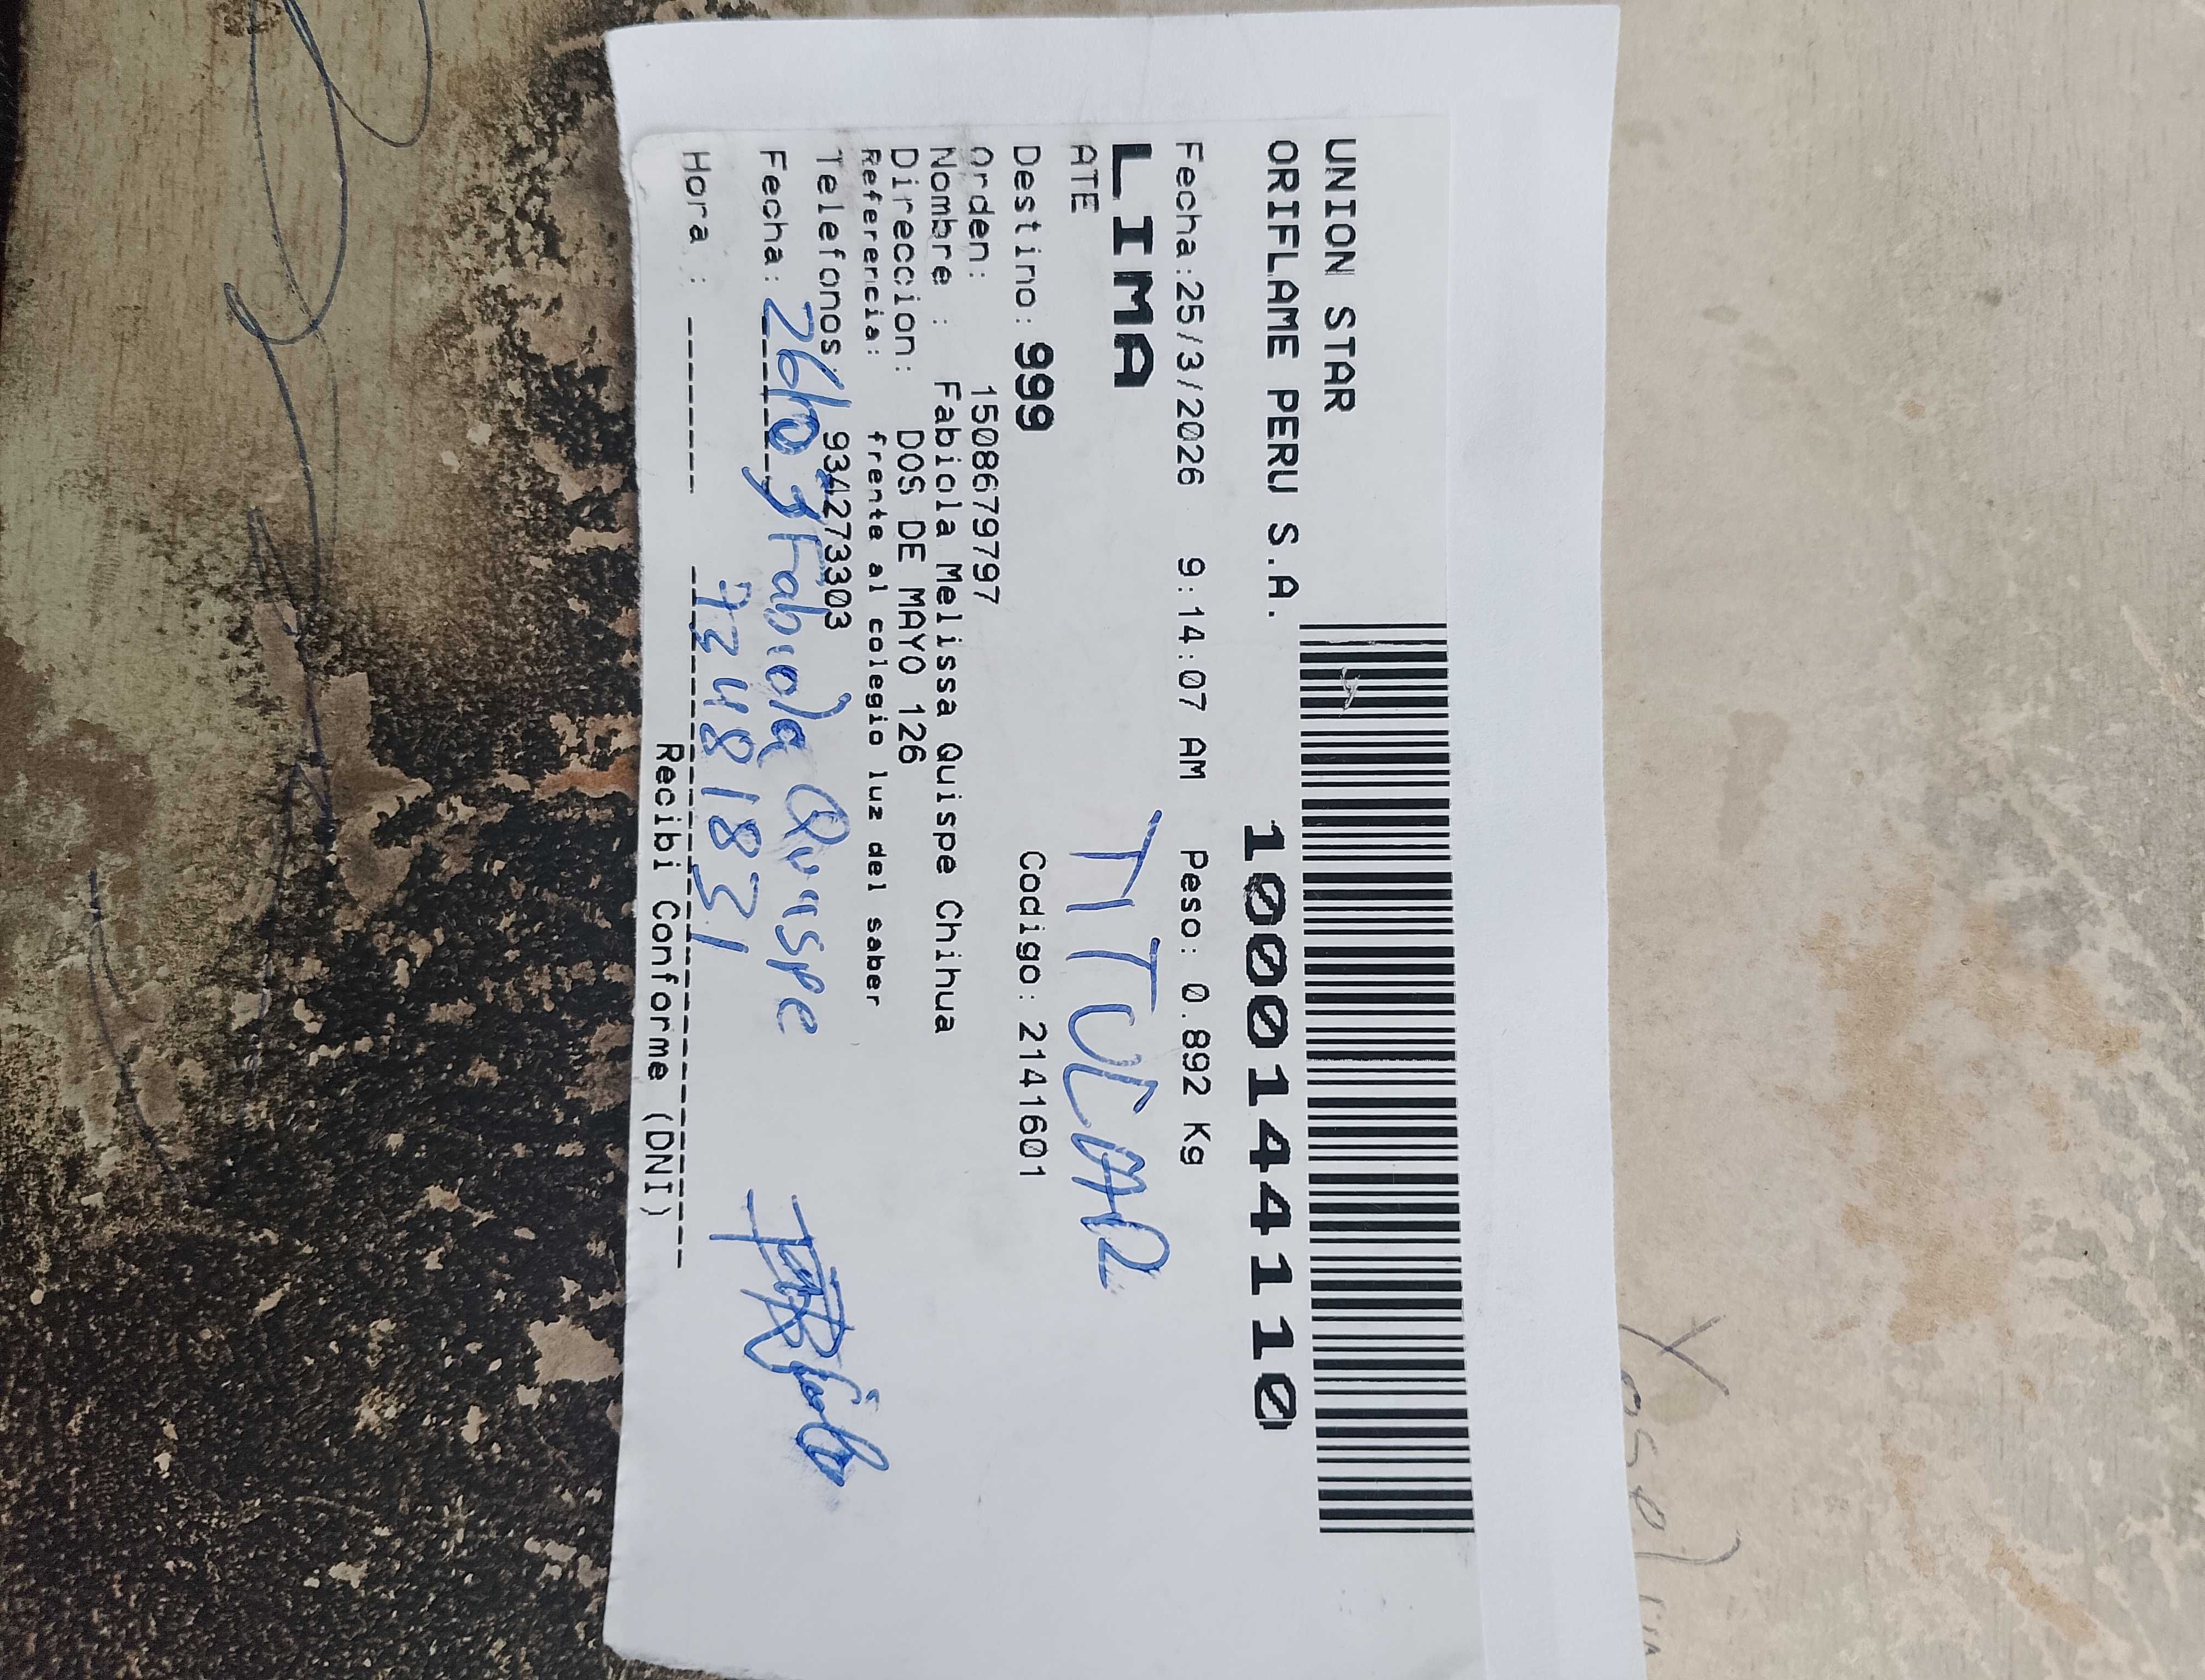 UNION STAR
ORIFLAME PERU S.A.
1000144110
Fecha:25/3/2026 9:14:07 AM Peso: 0.892 Kg
LIMA
TITULAR
ATE
Destino: 999 Codigo: 2141601
Orden: 1508679797
Nombre : Fabiola Melissa Quispe Chihua
Direccion: DOS DE MAYO 126
Referencia: frente al colegio luz del saber
Telefonos 934273303
Fecha: 26/03 Fabiola Quispe
Hora : 73481831
Recibi Conforme (DNI)